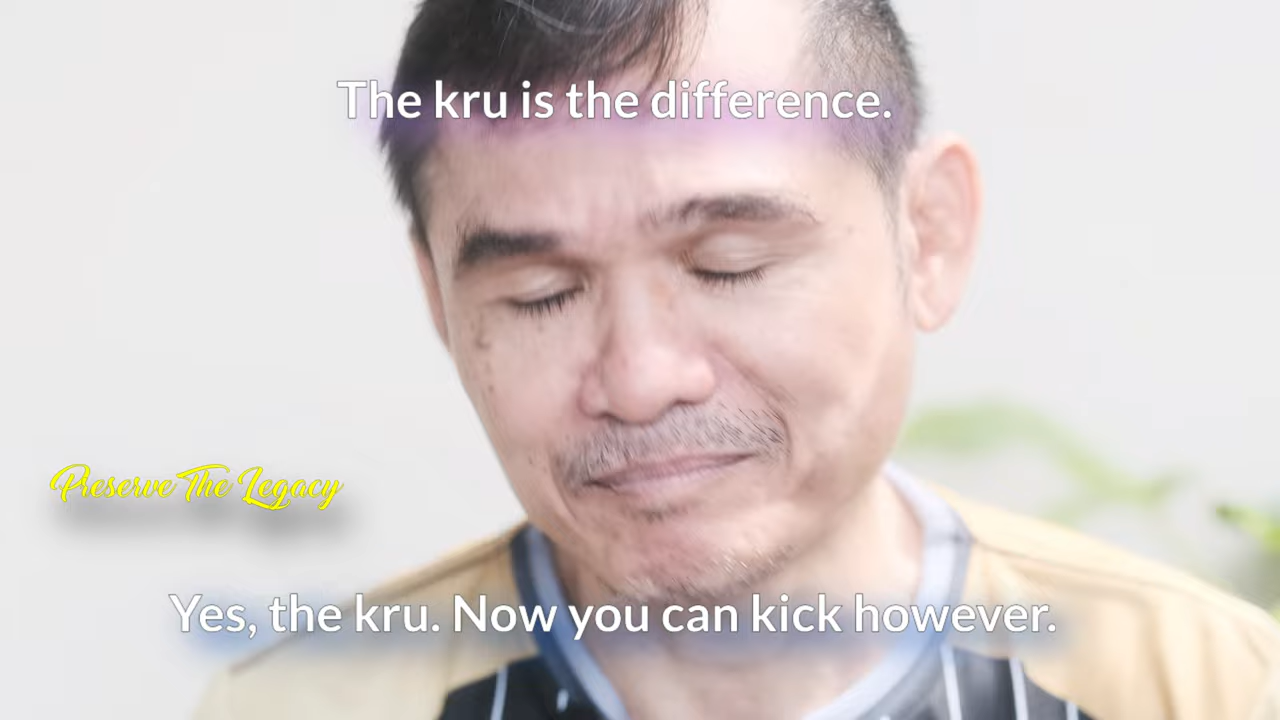 The kru is the difference.
Preserve The Legacy
Yes, the kru. Now you can kick however.